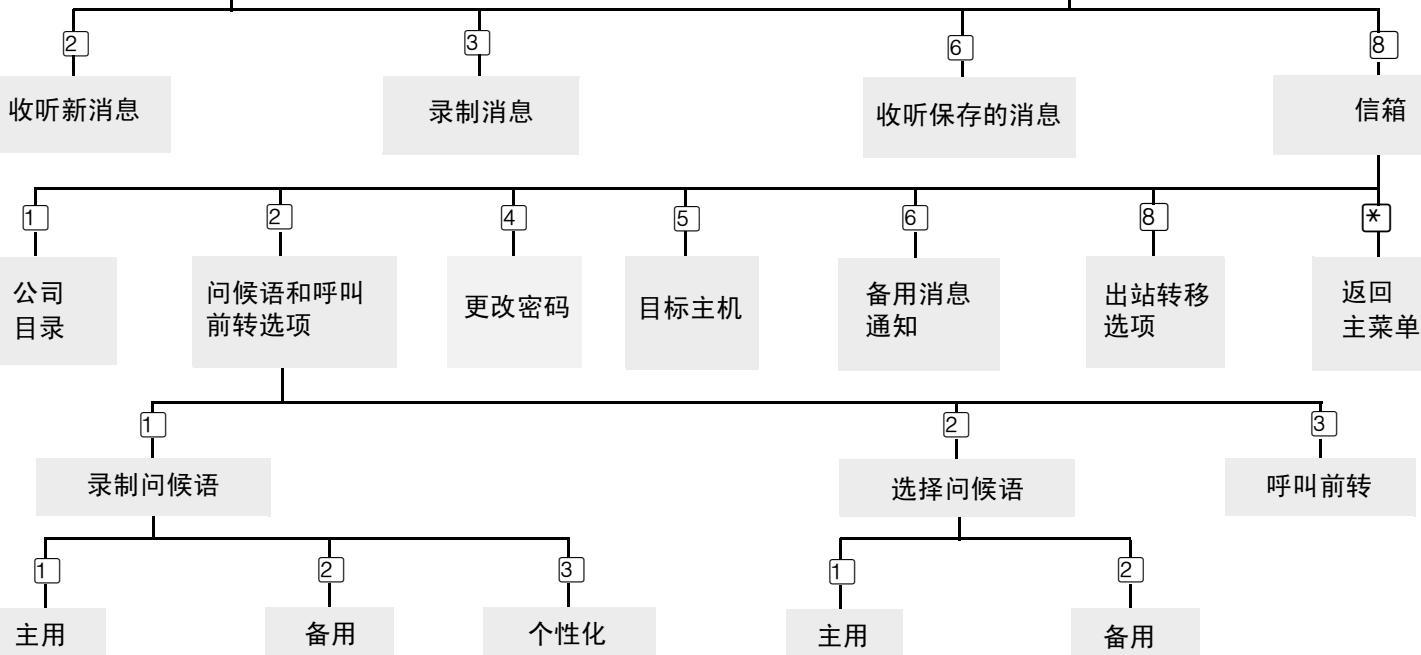 2
3
6
8
收听新消息
录制消息
收听保存的消息
信箱
1
2
4
5
6
8
*
公司
目录
问候语和呼叫
前转选项
更改密码
目标主机
备用消息
通知
出站转移
选项
返回
主菜单
1
2
3
录制问候语
选择问候语
呼叫前转
1
2
3
1
2
主用
备用
个性化
主用
备用